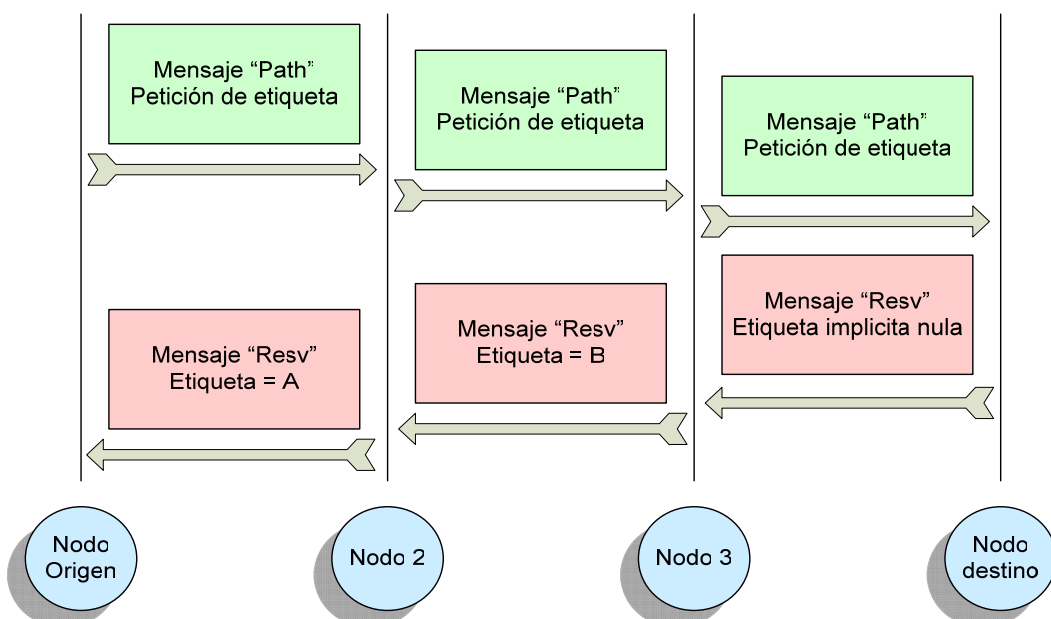 Mensaje “Path”
Petición de etiqueta
Mensaje “Path”
Petición de etiqueta
Mensaje “Path”
Petición de etiqueta
Mensaje “Resv”
Etiqueta implicita nula
Mensaje “Resv”
Etiqueta = B
Mensaje “Resv”
Etiqueta = A
Nodo
Origen
Nodo 2
Nodo 3
Nodo
destino